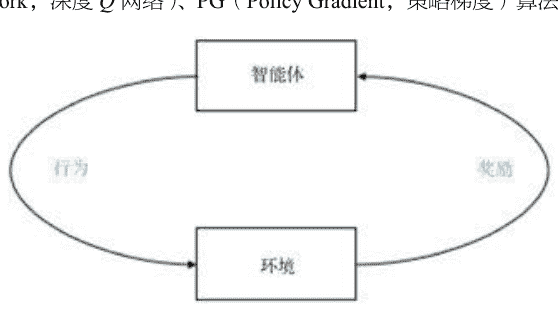 ork，深度 Q 网络）、PG（Policy Gradient，策略梯度）算法
智能体
行为
奖励
环境